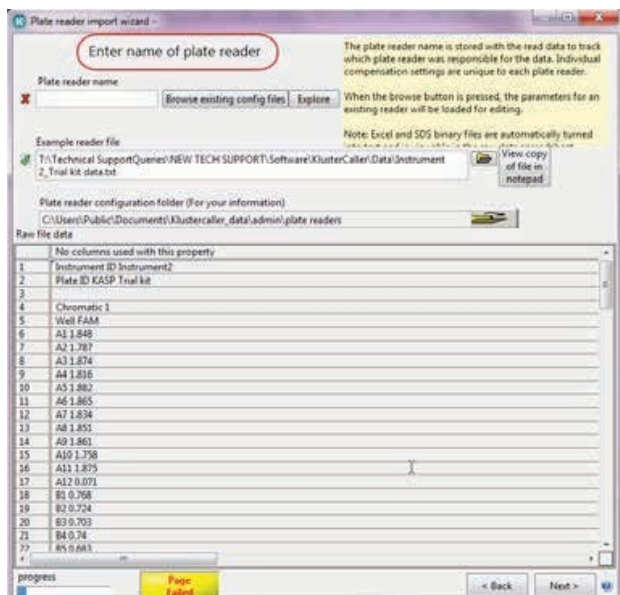 Plate reader import wizard -
Enter name of plate reader
The plate reader name is stored with the read data to track
which plate reader was responsible for the data. Individual
compensation settings are unique to each plate reader.
When the browse button is pressed, the parameters for an
existing reader will be loaded for editing.
Note: Excel and SDS binary files are automatically turned
Plate reader name
Browse existing config files
Explore
Example reader file
T:\Technical Support\Queries\NEW TECH SUPPORT\Software\KlusterCaller\Data\Instrument
2_Trial kit data.txt
View copy
of file in
notepad
Plate reader configuration folder (For your information)
C:\Users\Public\Documents\Klustercaller_data\admin\plate readers
Raw file data
No columns used with this property
1 Instrument ID Instrument2
2 Plate ID KASP Trial kit
3
4 Chromatic 1
5 Well FAM
6 A1 1.848
7 A2 1.787
8 A3 1.874
9 A4 1.816
10 A5 1.882
11 A6 1.865
12 A7 1.834
13 A8 1.851
14 A9 1.861
15 A10 1.758
16 A11 1.875
17 A12 0.071
18 B1 0.768
19 B2 0.724
20 B3 0.703
21 B4 0.74
22 B5 0.683
progress
Page
Failed
< Back
Next >